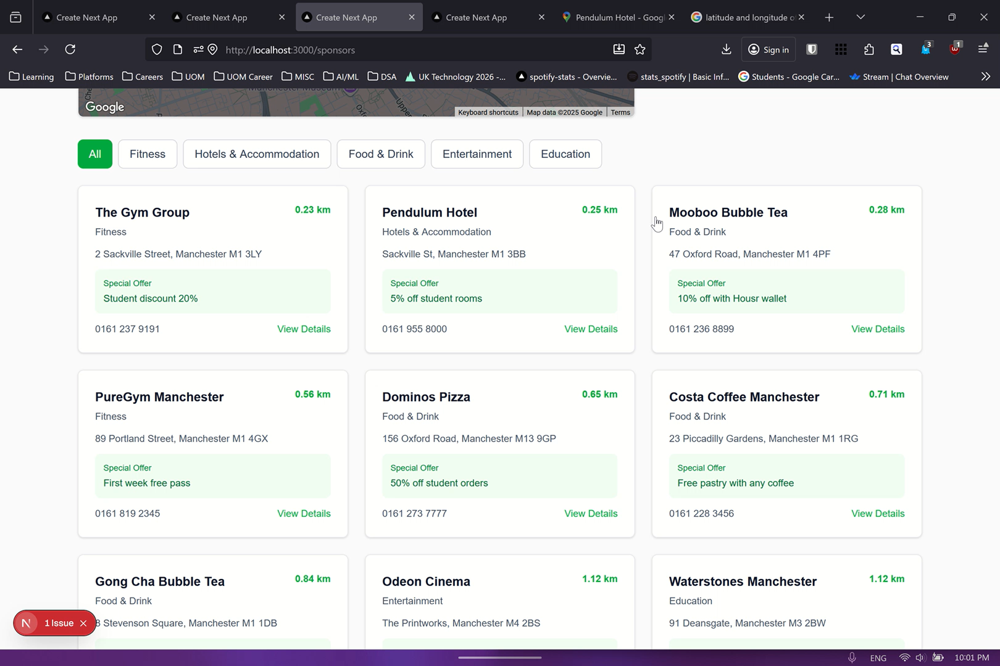 Create Next App
Create Next App
Create Next App
Create Next App
Pendulum Hotel - Googl
latitude and longitude o
http://localhost:3000/sponsors
Sign in
3
1
Learning
Platforms
Careers
UOM
UOM Career
MISC
AI/ML
DSA
UK Technology 2026 -...
spotify-stats - Overvie...
stats_spotify | Basic Inf...
Students - Google Car...
Stream | Chat Overview
Manchester Museum
Oxf
Upper
Google
Keyboard shortcuts
Map data ©2025 Google
Terms
All
Fitness
Hotels & Accommodation
Food & Drink
Entertainment
Education
The Gym Group
0.23 km
Fitness
2 Sackville Street, Manchester M1 3LY
Special Offer
Student discount 20%
0161 237 9191
View Details
Pendulum Hotel
0.25 km
Hotels & Accommodation
Sackville St, Manchester M1 3BB
Special Offer
5% off student rooms
0161 955 8000
View Details
Mooboo Bubble Tea
0.28 km
Food & Drink
47 Oxford Road, Manchester M1 4PF
Special Offer
10% off with Housr wallet
0161 236 8899
View Details
PureGym Manchester
0.56 km
Fitness
89 Portland Street, Manchester M1 4GX
Special Offer
First week free pass
0161 819 2345
View Details
Dominos Pizza
0.65 km
Food & Drink
156 Oxford Road, Manchester M13 9GP
Special Offer
50% off student orders
0161 273 7777
View Details
Costa Coffee Manchester
0.71 km
Food & Drink
23 Piccadilly Gardens, Manchester M1 1RG
Special Offer
Free pastry with any coffee
0161 228 3456
View Details
Gong Cha Bubble Tea
0.84 km
Food & Drink
8 Stevenson Square, Manchester M1 1DB
Odeon Cinema
1.12 km
Entertainment
The Printworks, Manchester M4 2BS
Waterstones Manchester
1.12 km
Education
91 Deansgate, Manchester M3 2BW
N
1 Issue
ENG
10:01 PM